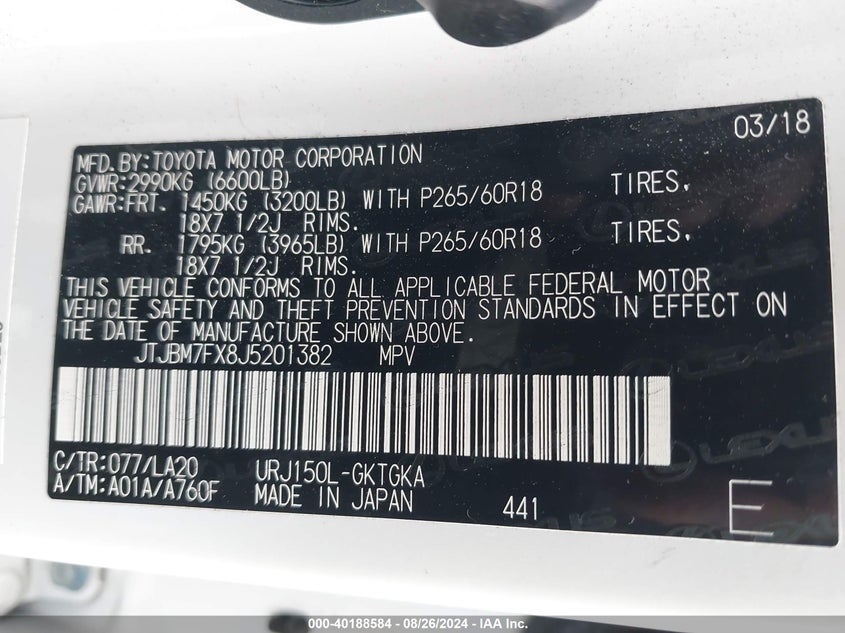 03/18
MFD. BY: TOYOTA MOTOR CORPORATION
GVWR: 2990KG (6600LB)
GAWR: FRT. 1450KG (3200LB) WITH P265/60R18 TIRES,
18X7 1/2J RIMS.
RR. 1795KG (3965LB) WITH P265/60R18 TIRES,
18X7 1/2J RIMS.
THIS VEHICLE CONFORMS TO ALL APPLICABLE FEDERAL MOTOR
VEHICLE SAFETY AND THEFT PREVENTION STANDARDS IN EFFECT ON
THE DATE OF MANUFACTURE SHOWN ABOVE.
JTJBM7FX8J5201382 MPV
LEXUS
C/TR: 077/LA20 URJ150L-GKTGKA
A/TM: A01A/A760F MADE IN JAPAN 441 E
000-40188584 - 08/26/2024 - IAA Inc.